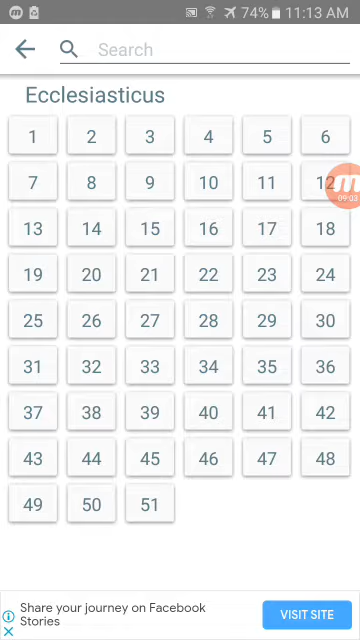 74% 11:13 AM
Search
Ecclesiasticus
1 2 3 4 5 6
7 8 9 10 11 12
09:03
13 14 15 16 17 18
19 20 21 22 23 24
25 26 27 28 29 30
31 32 33 34 35 36
37 38 39 40 41 42
43 44 45 46 47 48
49 50 51
Share your journey on Facebook
Stories
VISIT SITE